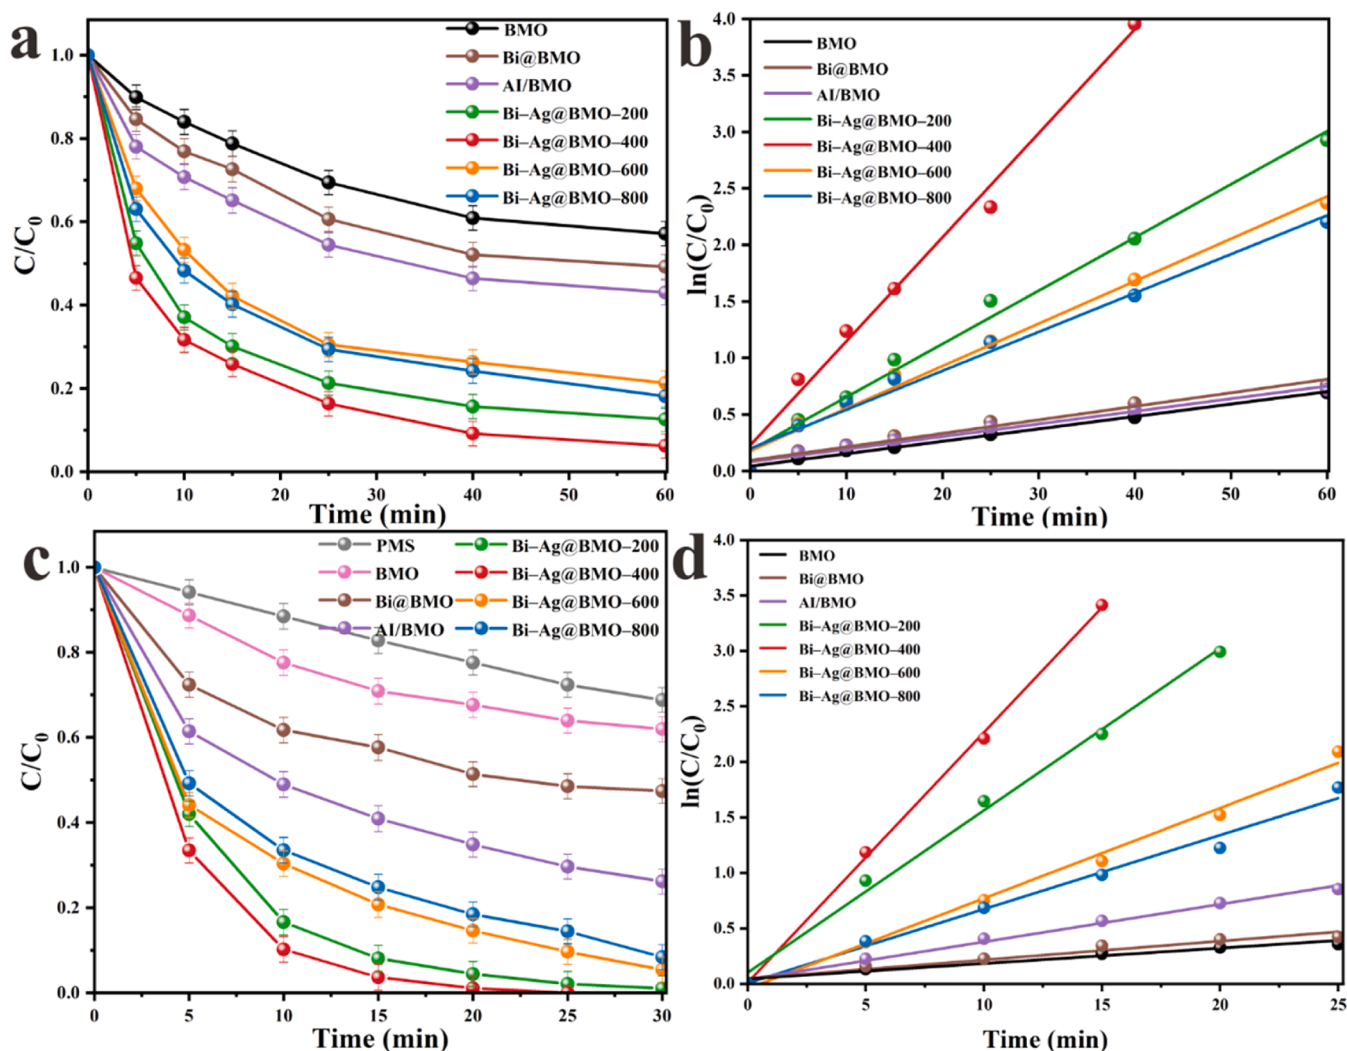 a
BMO
Bi@BMO
AI/BMO
Bi–Ag@BMO–200
Bi–Ag@BMO–400
Bi–Ag@BMO–600
Bi–Ag@BMO–800
1.0
0.8
0.6
0.4
0.2
0.0
C/C0
0 10 20 30 40 50 60
Time (min)
b
BMO
Bi@BMO
AI/BMO
Bi–Ag@BMO–200
Bi–Ag@BMO–400
Bi–Ag@BMO–600
Bi–Ag@BMO–800
4.0
3.5
3.0
2.5
2.0
1.5
1.0
0.5
0.0
ln(C/C0)
0 10 20 30 40 50 60
Time (min)
c
PMS Bi–Ag@BMO–200
BMO Bi–Ag@BMO–400
Bi@BMO Bi–Ag@BMO–600
AI/BMO Bi–Ag@BMO–800
1.0
0.8
0.6
0.4
0.2
0.0
C/C0
0 5 10 15 20 25 30
Time (min)
d
BMO
Bi@BMO
AI/BMO
Bi–Ag@BMO–200
Bi–Ag@BMO–400
Bi–Ag@BMO–600
Bi–Ag@BMO–800
4.0
3.5
3.0
2.5
2.0
1.5
1.0
0.5
0.0
ln(C/C0)
0 5 10 15 20 25
Time (min)